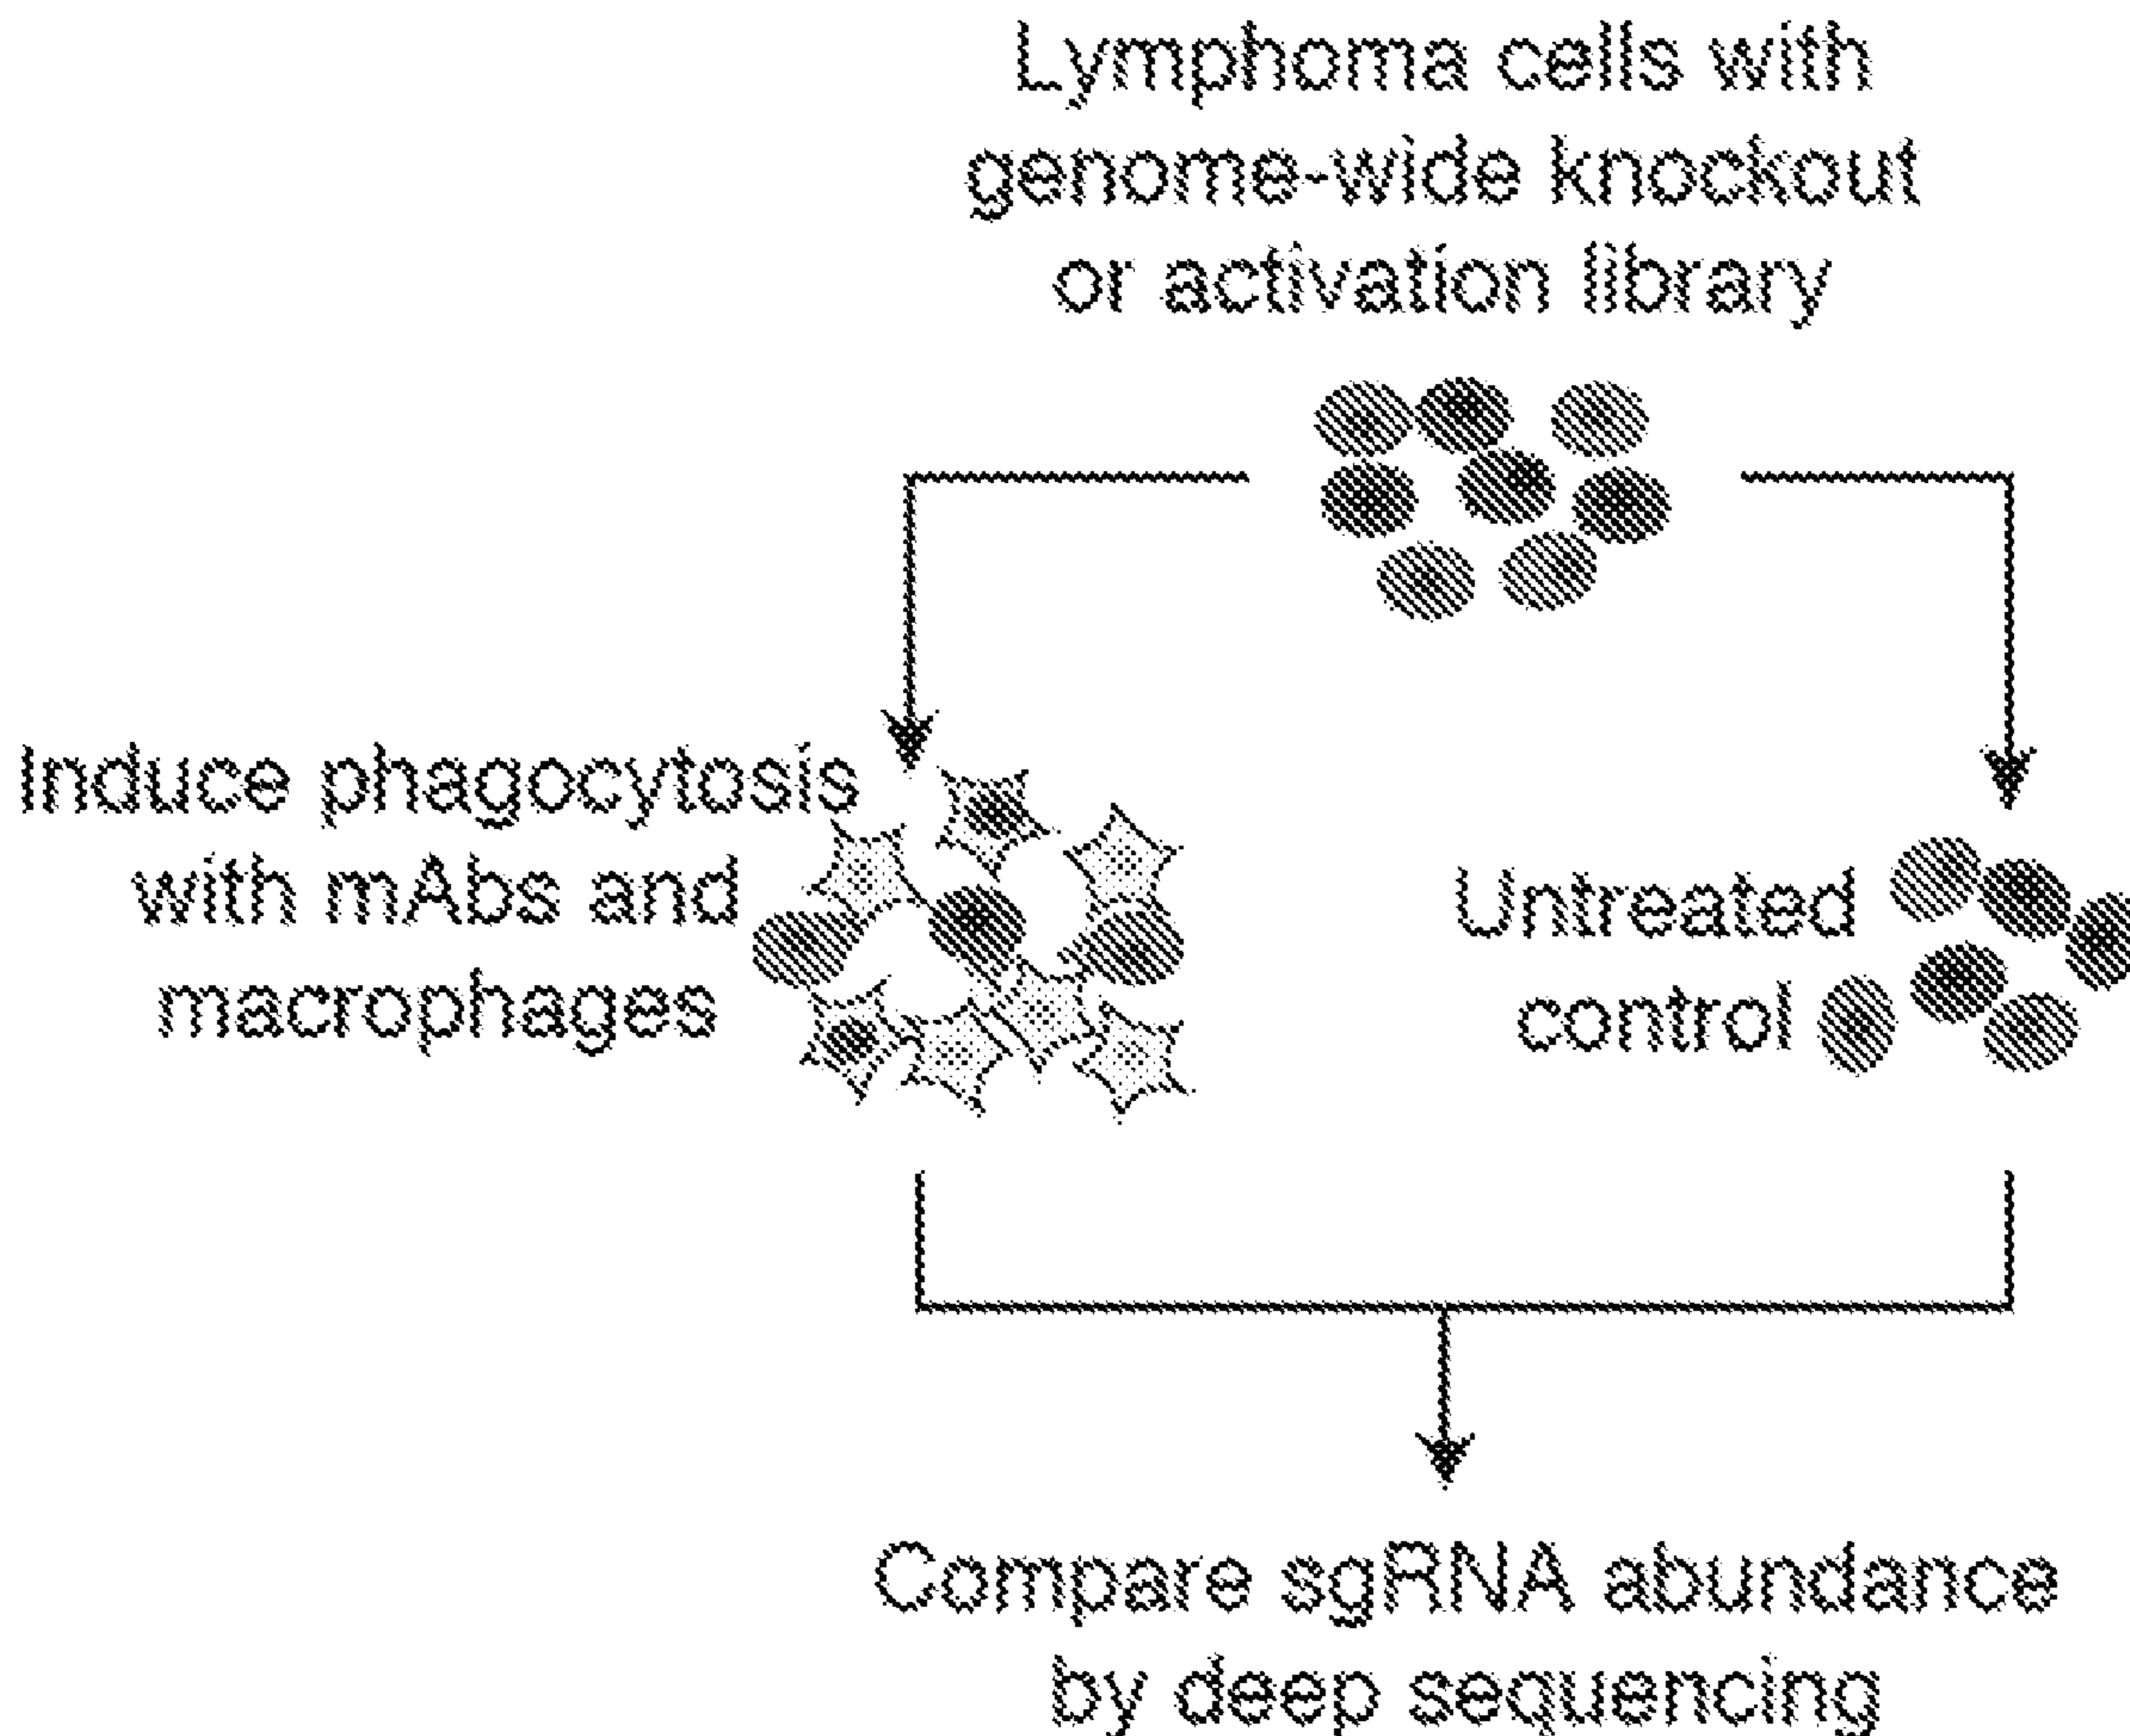 Lymphoma cells with
genome-wide knockout
or activation library
Induce phagocytosis
with mAbs and
macrophages
Untreated
control
Compare sgRNA abundance
by deep sequencing